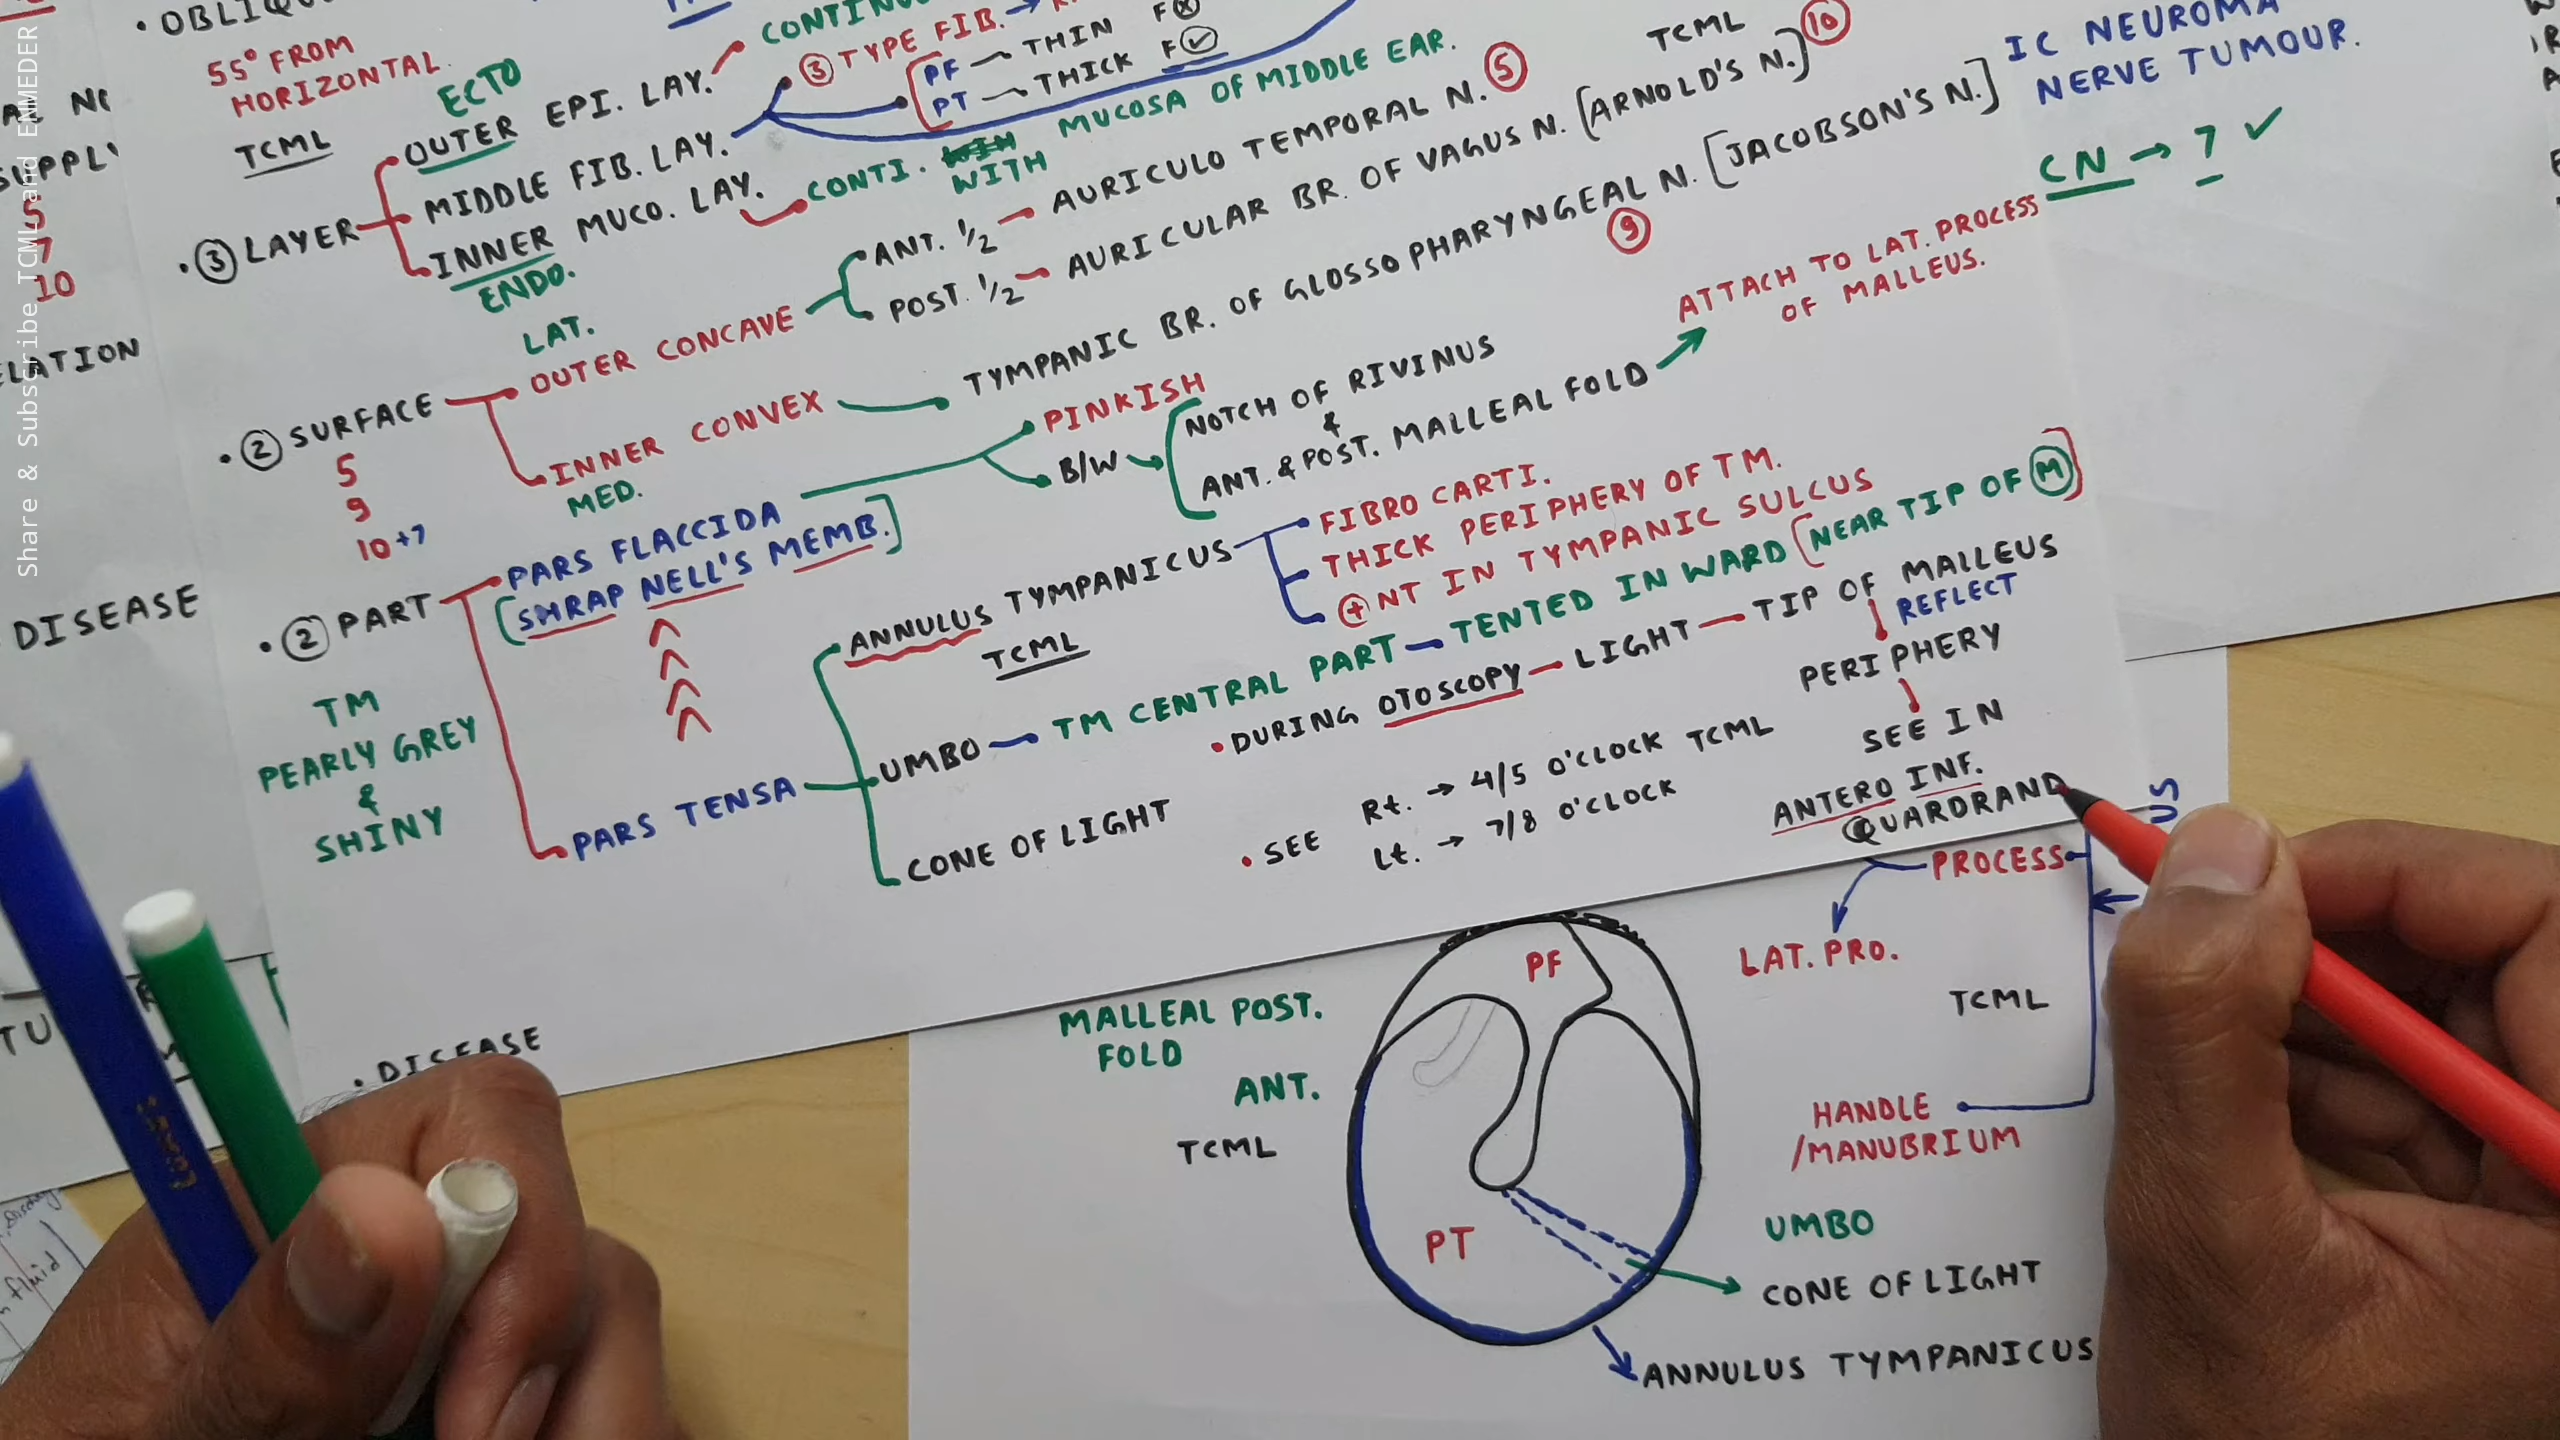 Share & Subscribe TCML and ENMEDER
5
7
10
DISEASE
55° FROM
HORIZONTAL.
TCML
• ③ LAYER
ECTO
OUTER EPI. LAY.
MIDDLE FIB. LAY.
INNER MUCO. LAY.
ENDO.
③ TYPE FIB.
PF — THIN F
PT — THICK F
CONTI. WITH MUCOSA OF MIDDLE EAR.
• ② SURFACE
5
9
10+7
LAT.
OUTER CONCAVE
ANT. 1/2 — AURICULO TEMPORAL N. ⑤
POST. 1/2 — AURICULAR BR. OF VAGUS N. [ARNOLD'S N.] ⑩
TCML
INNER CONVEX
MED.
TYMPANIC BR. OF GLOSSO PHARYNGEAL N. [JACOBSON'S N.]
⑨
IC NEUROMA
NERVE TUMOUR.
CN → 7 ✓
• ② PART
TM
PEARLY GREY
&
SHINY
PARS FLACCIDA
[SHRAP NELL'S MEMB.]
PINKISH
B/W
NOTCH OF RIVINUS
&
ANT. & POST. MALLEAL FOLD
ATTACH TO LAT. PROCESS
OF MALLEUS.
PARS TENSA
ANNULUS TYMPANICUS
TCML
FIBRO CARTI.
THICK PERIPHERY OF TM.
⊕NT IN TYMPANIC SULCUS
UMBO — TM CENTRAL PART — TENTED IN WARD [NEAR TIP OF Ⓜ]
CONE OF LIGHT
• DURING OTOSCOPY — LIGHT — TIP OF MALLEUS
REFLECT
PERIPHERY
SEE IN
ANTERO INF.
QUARDRAND
• SEE
Rt. → 4/5 O'CLOCK TCML
Lt. → 7/8 O'CLOCK
• DISEASE
US
PROCESS
LAT. PRO.
TCML
HANDLE
/MANUBRIUM
MALLEAL POST.
FOLD
ANT.
TCML
PF
PT
UMBO
CONE OF LIGHT
ANNULUS TYMPANICUS
fluid